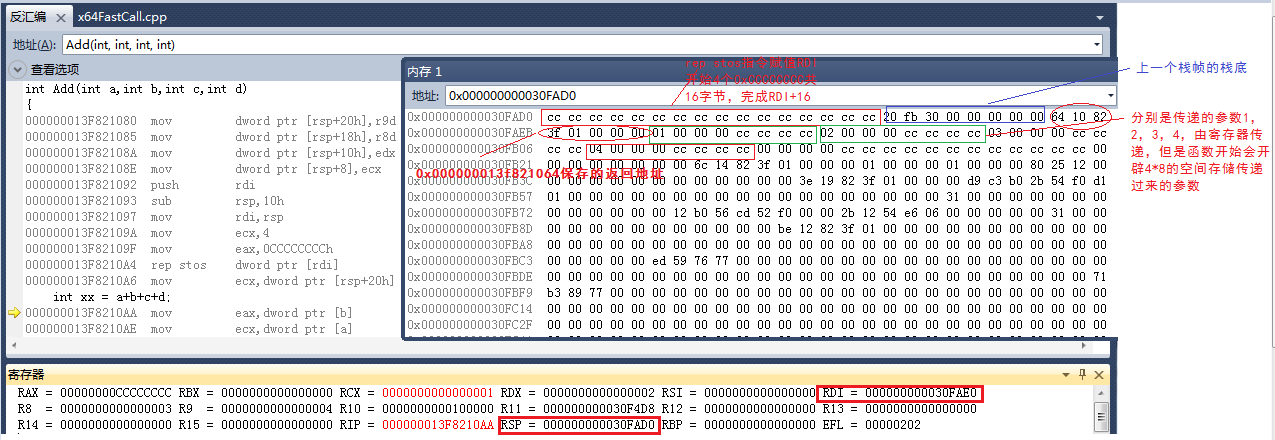 反汇编 x64FastCall.cpp
地址(A): Add(int, int, int, int)
查看选项
int Add(int a,int b,int c,int d)
{
000000013F821080 mov dword ptr [rsp+20h],r9d
000000013F821085 mov dword ptr [rsp+18h],r8d
000000013F82108A mov dword ptr [rsp+10h],edx
000000013F82108E mov dword ptr [rsp+8],ecx
000000013F821092 push rdi
000000013F821093 sub rsp,10h
000000013F821097 mov rdi,rsp
000000013F82109A mov ecx,4
000000013F82109F mov eax,0CCCCCCCCh
000000013F8210A4 rep stos dword ptr [rdi]
000000013F8210A6 mov ecx,dword ptr [rsp+20h]
int xx = a+b+c+d;
000000013F8210AA mov eax,dword ptr [b]
000000013F8210AE mov ecx,dword ptr [a]
内存 1
rep stos指令赋值RDI
开始4个0xCCCCCCCC共
16字节，完成RDI+16
地址: 0x000000000030FAD0
0x000000000030FAD0 cc cc cc cc cc cc cc cc cc cc cc cc cc cc cc cc 20 fb 30 00 00 00 00 00 64 10 82
0x000000000030FAEB 3f 01 00 00 00 01 00 00 00 cc cc cc cc 02 00 00 00 cc cc cc cc 03 00 00 00 cc cc
0x000000000030FB06 cc cc 04 00 00 00 cc cc cc cc 00 00 00 00 00 00 00 00 00 00 00 00 00 00 00 00 00
0x000000000030FB21 00 00 00 00 00 00 00 6c 14 82 3f 01 00 00 00 01 00 00 00 01 00 00 00 80 25 12 00
0x000000000030FB3C 00 00 00 00 00 00 00 00 00 00 00 00 3e 19 82 3f 01 00 00 00 d9 c3 b0 2b 54 f0 d1
0x000000000030FB57 01 00 00 00 00 00 00 00 00 00 00 00 00 00 00 00 00 00 00 31 00 00 00 00 00 00 00
0x000000000030FB72 00 00 00 00 00 00 12 b0 56 cd 52 f0 00 00 2b 12 54 e6 06 00 00 00 00 00 31 00 00
0x000000000030FB8D 00 00 00 00 00 00 00 00 00 00 00 be 12 82 3f 01 00 00 00 00 00 00 00 00 00 00 00
0x000000000030FBA8 00 00 00 00 00 00 00 00 00 00 00 00 00 00 00 00 00 00 00 00 00 00 00 00 00 00 00
0x000000000030FBC3 00 00 00 00 00 ed 59 76 77 00 00 00 00 00 00 00 00 00 00 00 00 00 00 00 00 00 00
0x000000000030FBDE 00 00 00 00 00 00 00 00 00 00 00 00 00 00 00 00 00 00 00 00 00 00 00 00 00 00 71
0x000000000030FBF9 b3 89 77 00 00 00 00 00 00 00 00 00 00 00 00 00 00 00 00 00 00 00 00 00 00 00 00
0x000000000030FC14 00 00 00 00 00 00 00 00 00 00 00 00 00 00 00 00 00 00 00 00 00 00 00 00 00 00 00
0x000000000030FC2F 00 00 00 00 00 00 00 00 00 00 00 00 00 00 00 00 00 00 00 00 00 00 00 00 00 00 00
0x000000013f821064保存的返回地址
上一个栈帧的栈底
分别是传递的参数1，
2，3，4，由寄存器传
递，但是函数开始会开
辟4*8的空间存储传递
过来的参数
寄存器
RAX = 00000000CCCCCCCC RBX = 0000000000000000 RCX = 0000000000000001 RDX = 0000000000000002 RSI = 0000000000000000 RDI = 000000000030FAE0
R8 = 0000000000000003 R9 = 0000000000000004 R10 = 0000000000100000 R11 = 000000000030F4D8 R12 = 0000000000000000 R13 = 0000000000000000
R14 = 0000000000000000 R15 = 0000000000000000 RIP = 000000013F8210AA RSP = 000000000030FAD0 RBP = 0000000000000000 EFL = 00000202